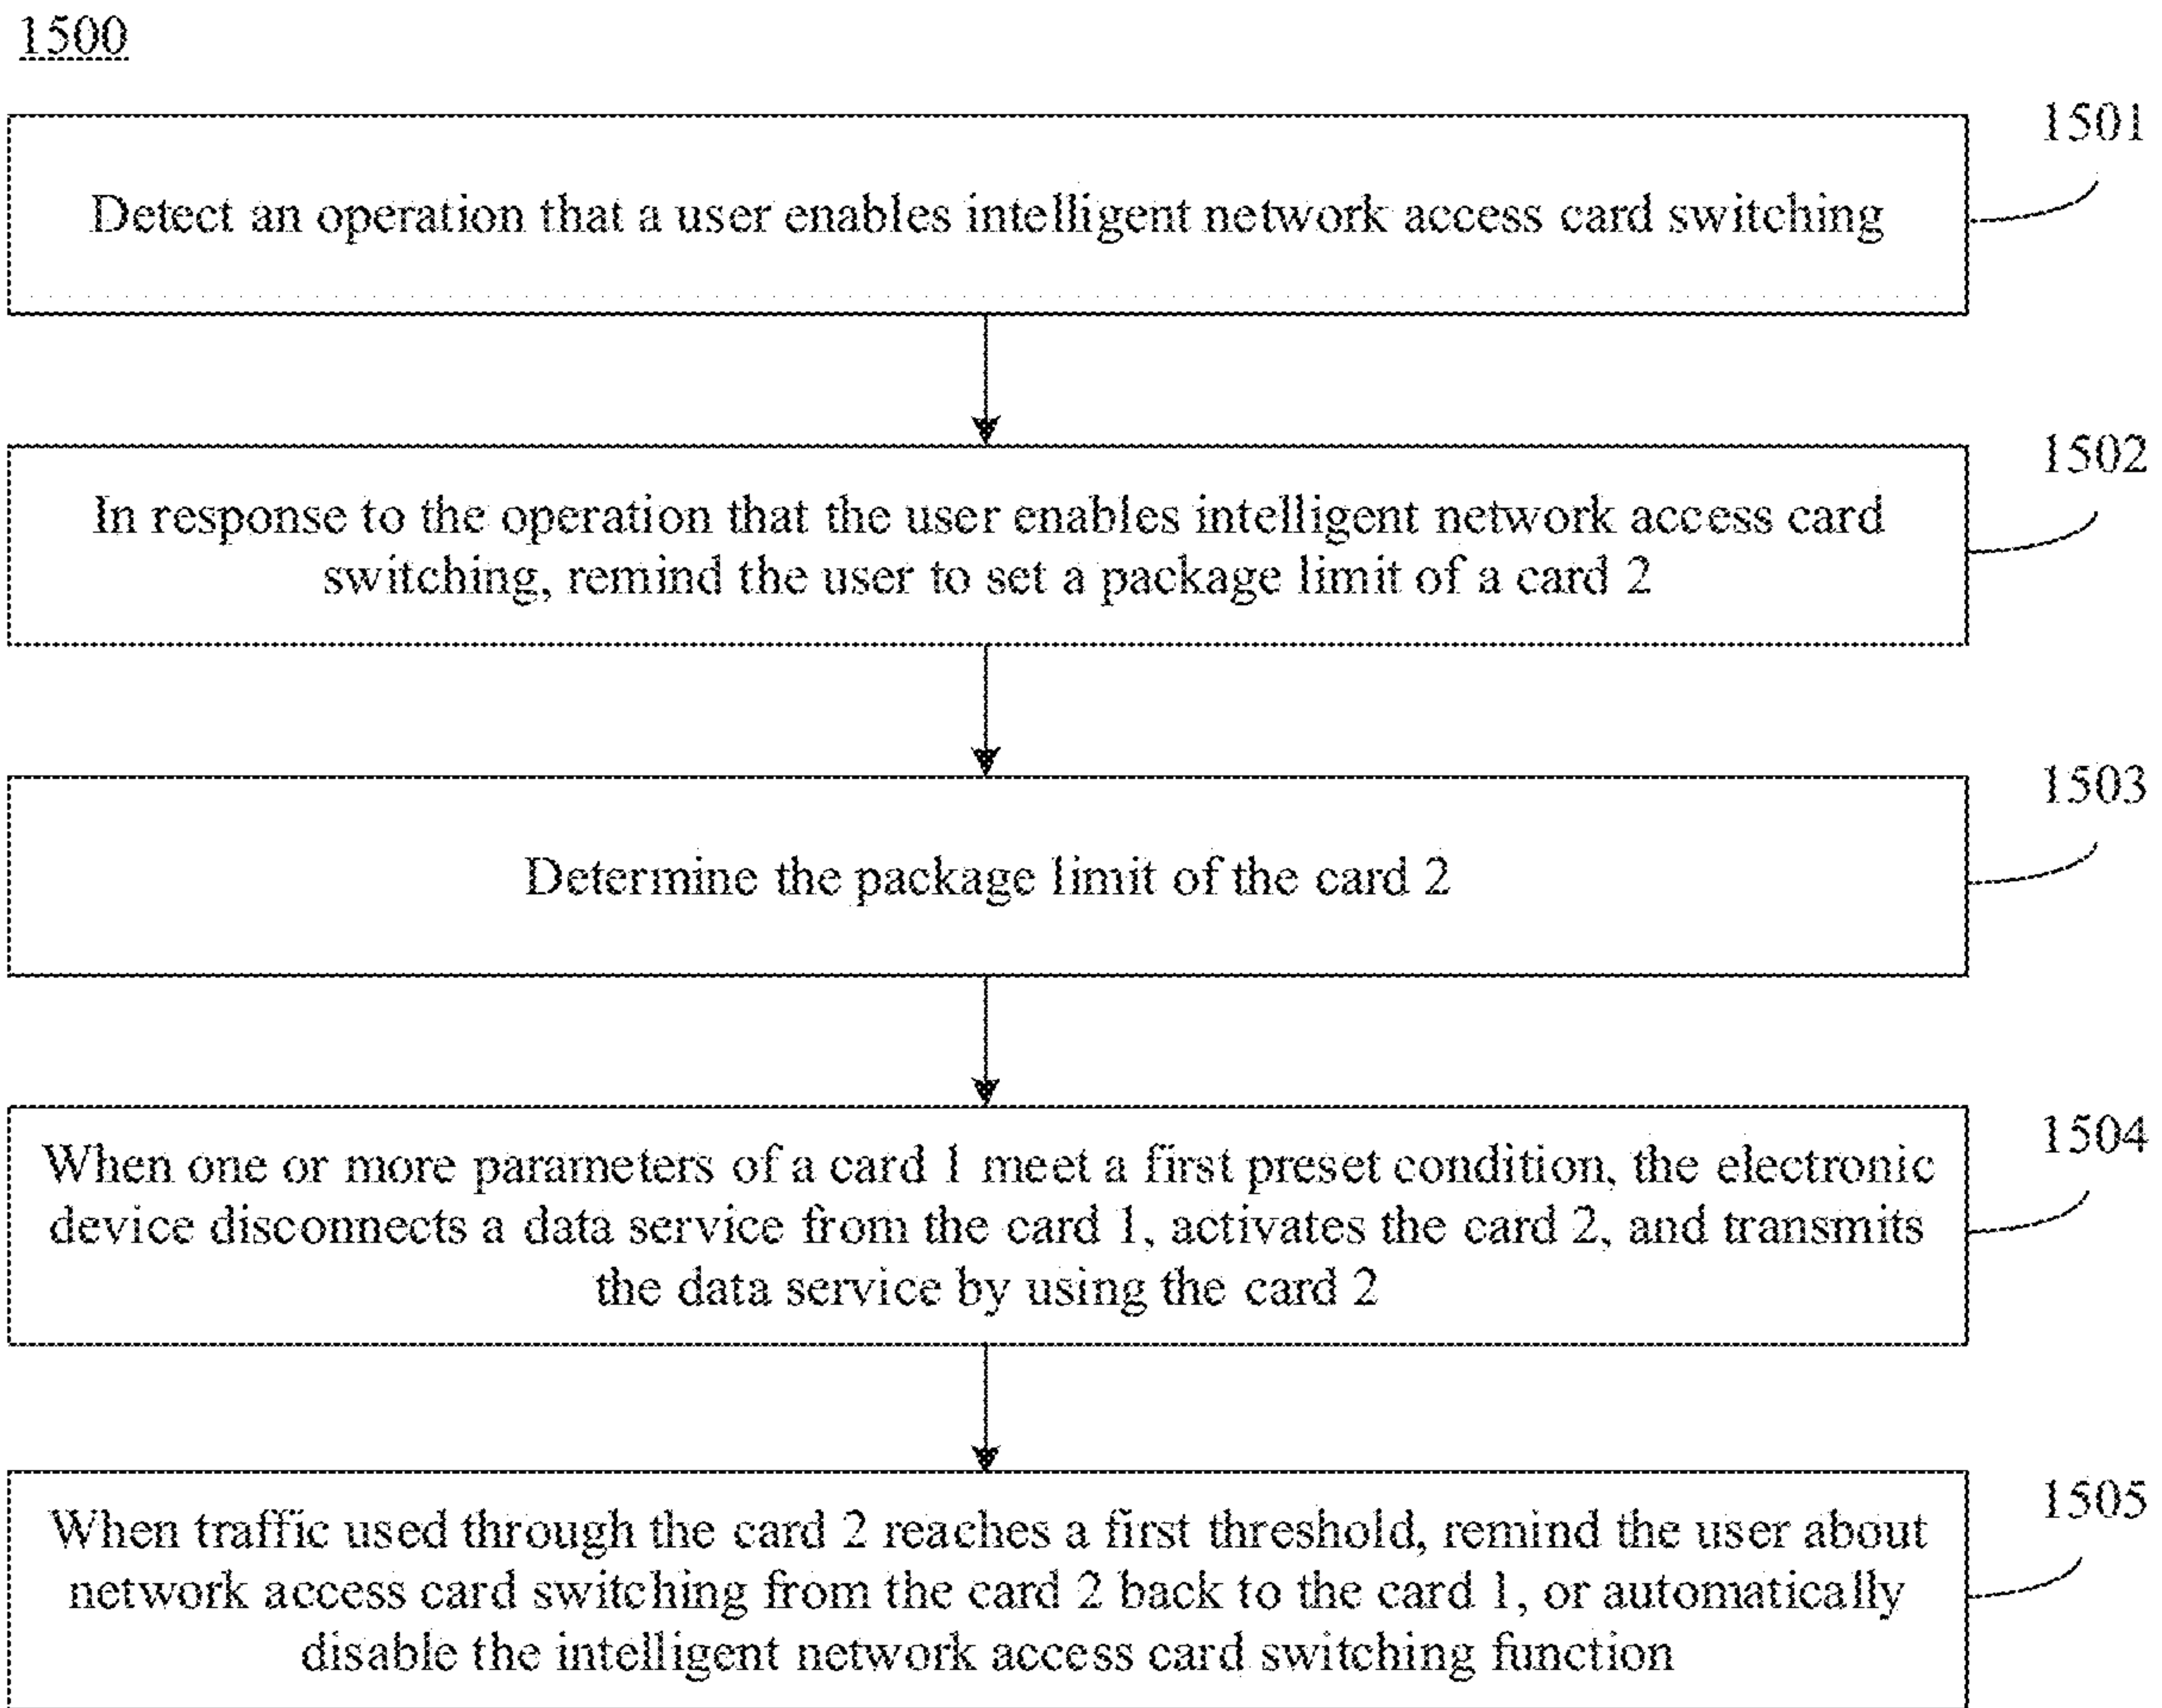 1500
1501
Detect an operation that a user enables intelligent network access card switching
1502
In response to the operation that the user enables intelligent network access card
switching, remind the user to set a package limit of a card 2
1503
Determine the package limit of the card 2
1504
When one or more parameters of a card 1 meet a first preset condition, the electronic
device disconnects a data service from the card 1, activates the card 2, and transmits
the data service by using the card 2
1505
When traffic used through the card 2 reaches a first threshold, remind the user about
network access card switching from the card 2 back to the card 1, or automatically
disable the intelligent network access card switching function